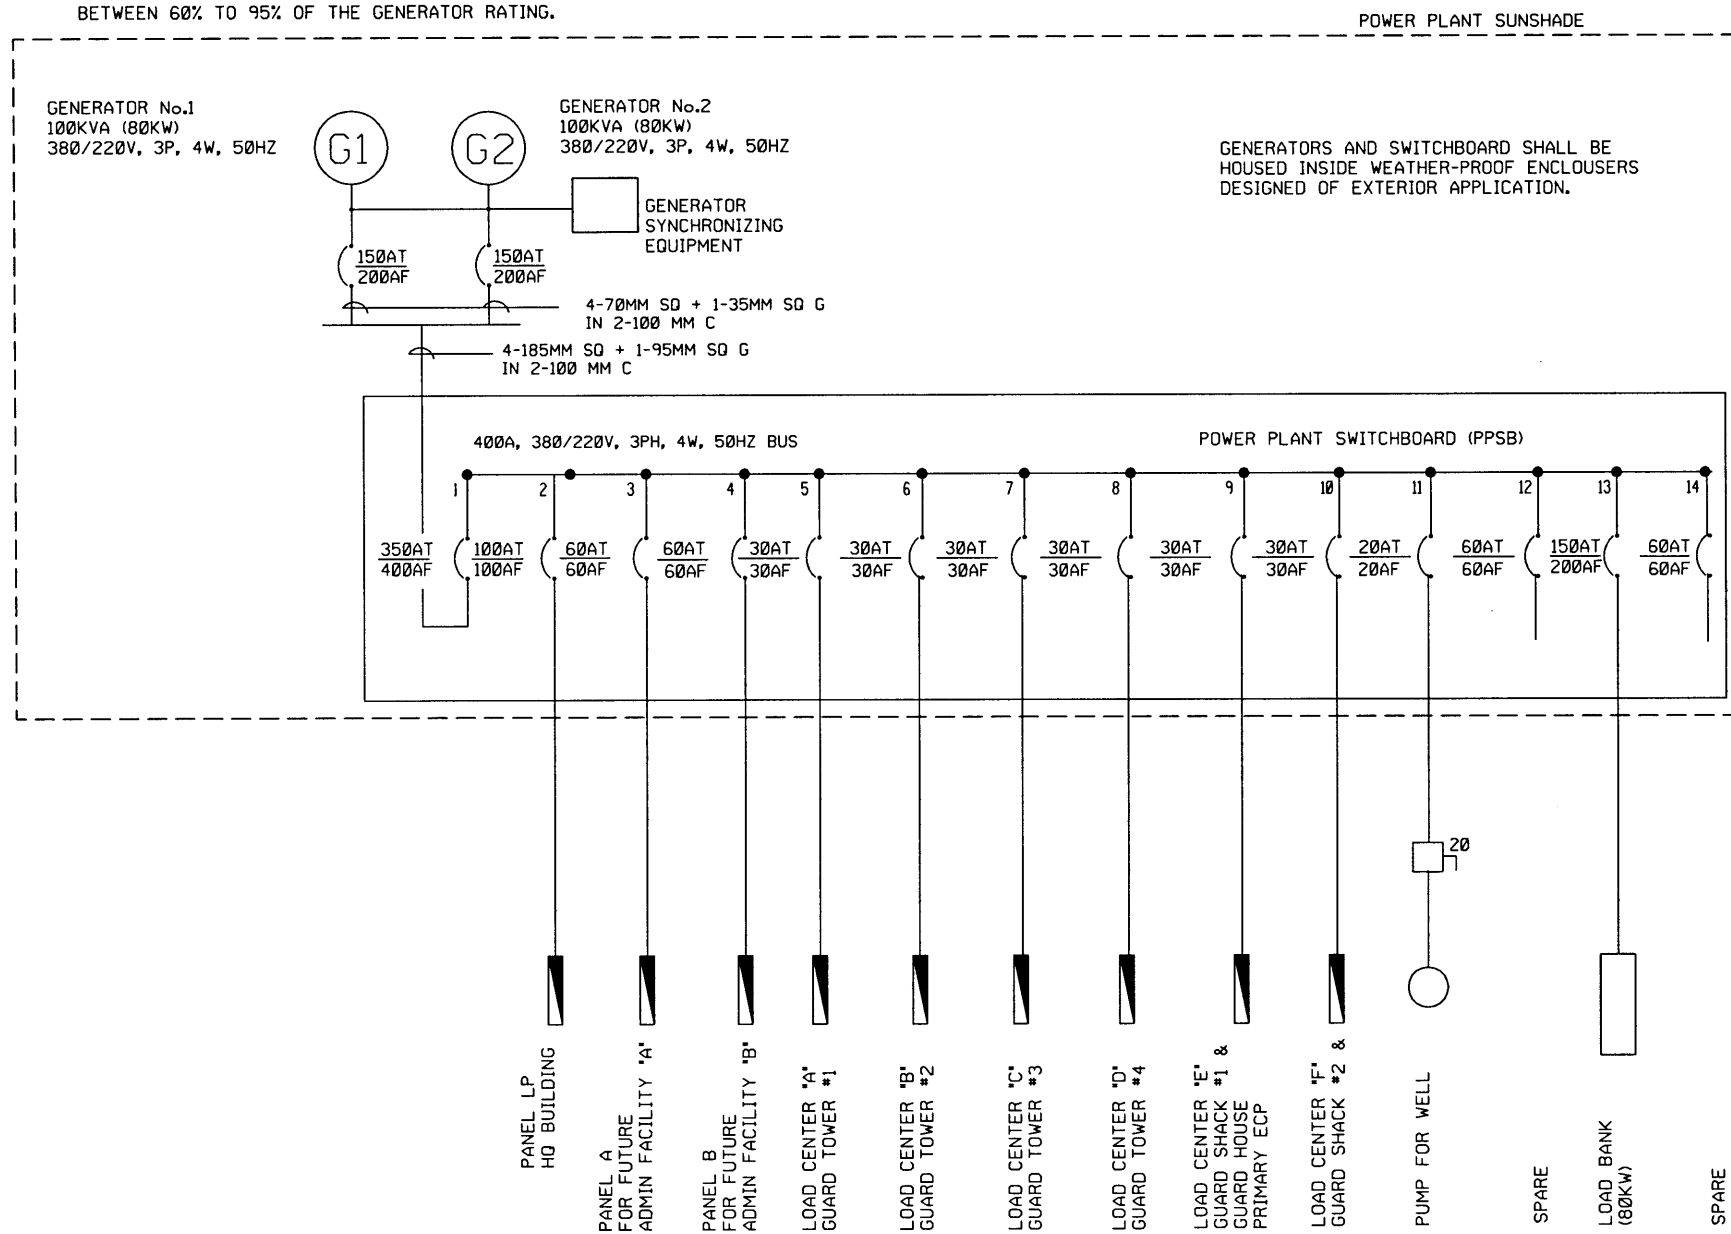 BETWEEN 60% TO 95% OF THE GENERATOR RATING.
POWER PLANT SUNSHADE
GENERATOR No.1
100KVA (80KW)
380/220V, 3P, 4W, 50HZ
G1
G2
GENERATOR No.2
100KVA (80KW)
380/220V, 3P, 4W, 50HZ
GENERATORS AND SWITCHBOARD SHALL BE
HOUSED INSIDE WEATHER-PROOF ENCLOUSERS
DESIGNED OF EXTERIOR APPLICATION.
GENERATOR
SYNCHRONIZING
EQUIPMENT
150AT
200AF
150AT
200AF
4-70MM SQ + 1-35MM SQ G
IN 2-100 MM C
4-185MM SQ + 1-95MM SQ G
IN 2-100 MM C
400A, 380/220V, 3PH, 4W, 50HZ BUS
POWER PLANT SWITCHBOARD (PPSB)
1 2 3 4 5 6 7 8 9 10 11 12 13 14
350AT
400AF
100AT
100AF
60AT
60AF
60AT
60AF
30AT
30AF
30AT
30AF
30AT
30AF
30AT
30AF
30AT
30AF
30AT
30AF
20AT
20AF
60AT
60AF
150AT
200AF
60AT
60AF
20
PANEL LP
HQ BUILDING
PANEL A
FOR FUTURE
ADMIN FACILITY "A"
PANEL B
FOR FUTURE
ADMIN FACILITY "B"
LOAD CENTER "A"
GUARD TOWER #1
LOAD CENTER "B"
GUARD TOWER #2
LOAD CENTER "C"
GUARD TOWER #3
LOAD CENTER "D"
GUARD TOWER #4
LOAD CENTER "E"
GUARD SHACK #1 &
GUARD HOUSE
PRIMARY ECP
LOAD CENTER "F"
GUARD SHACK #2 &
PUMP FOR WELL
SPARE
LOAD BANK
(80KW)
SPARE